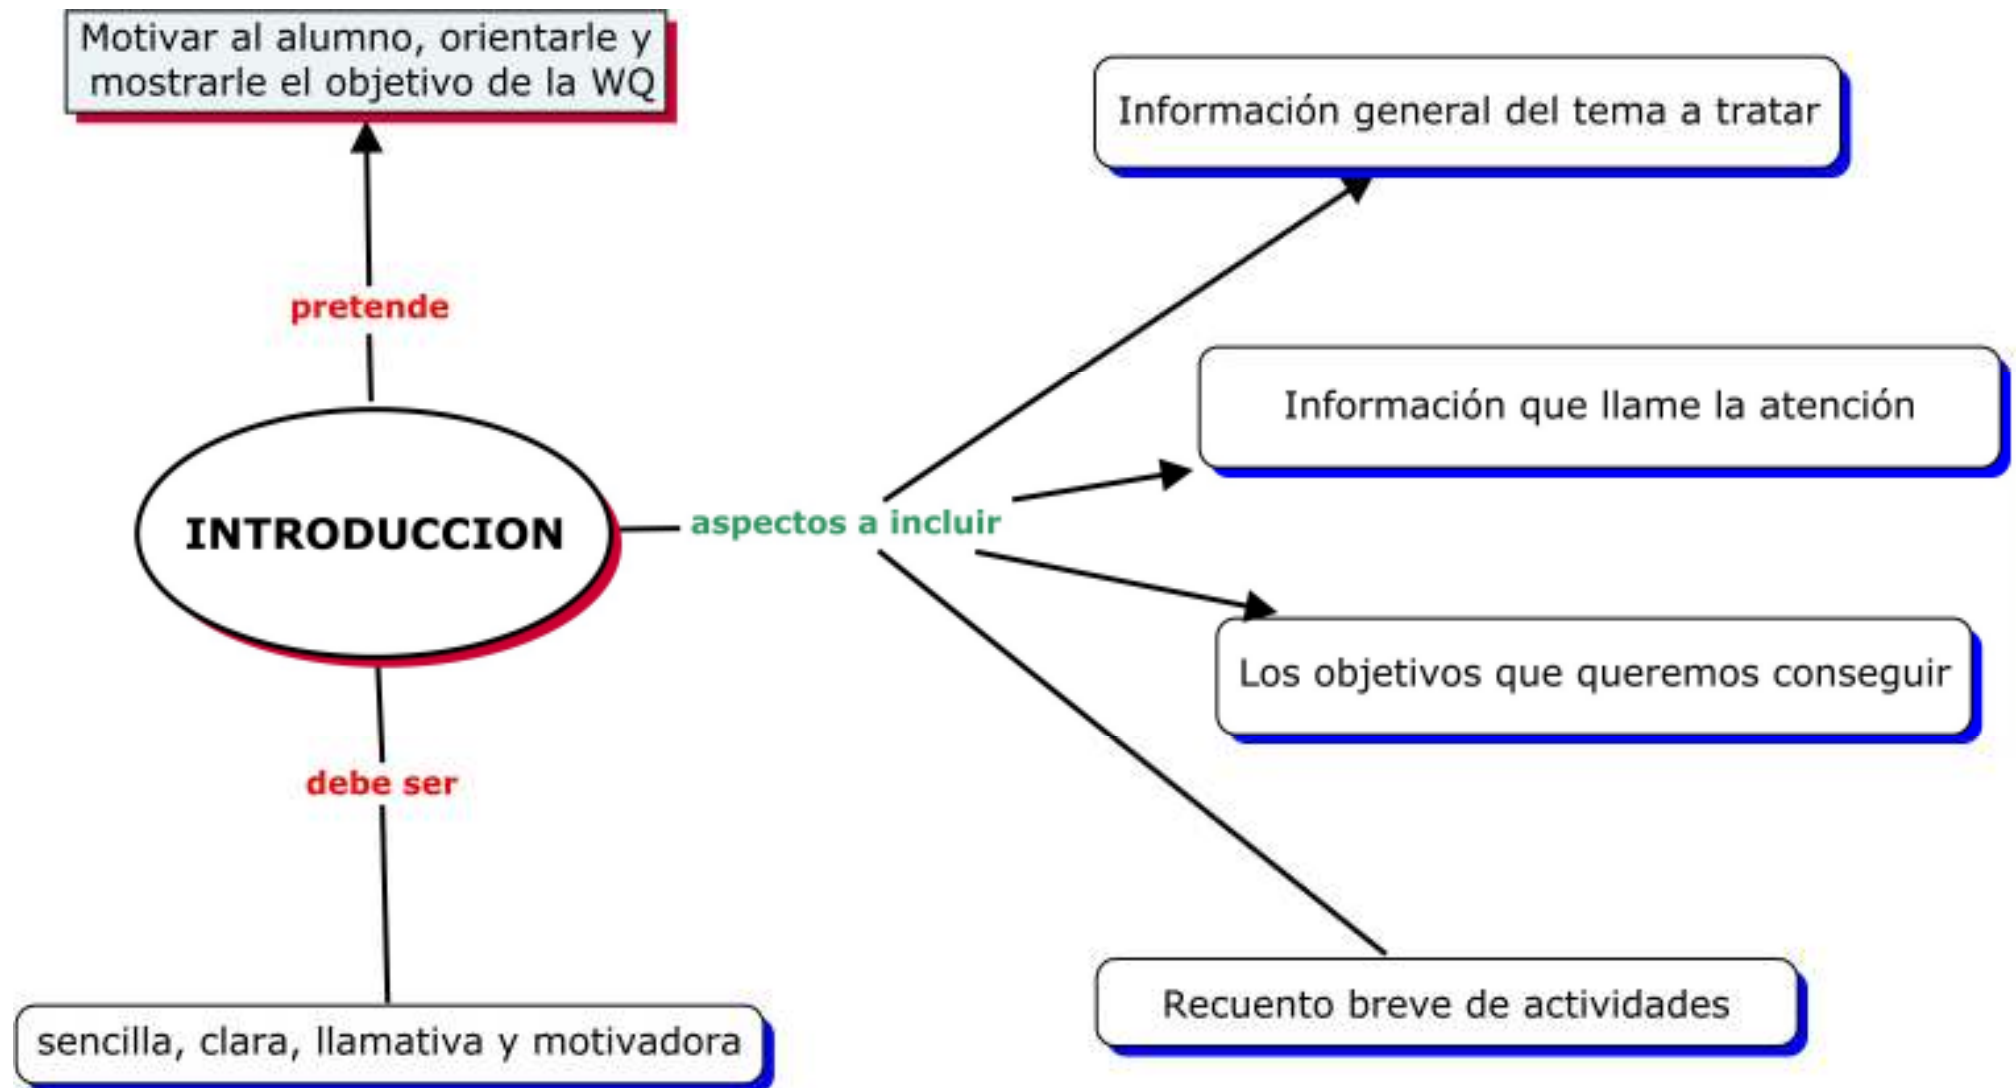 Motivar al alumno, orientarle y
mostrarle el objetivo de la WQ
Información general del tema a tratar
pretende
Información que llame la atención
INTRODUCCION
aspectos a incluir
Los objetivos que queremos conseguir
debe ser
Recuento breve de actividades
sencilla, clara, llamativa y motivadora